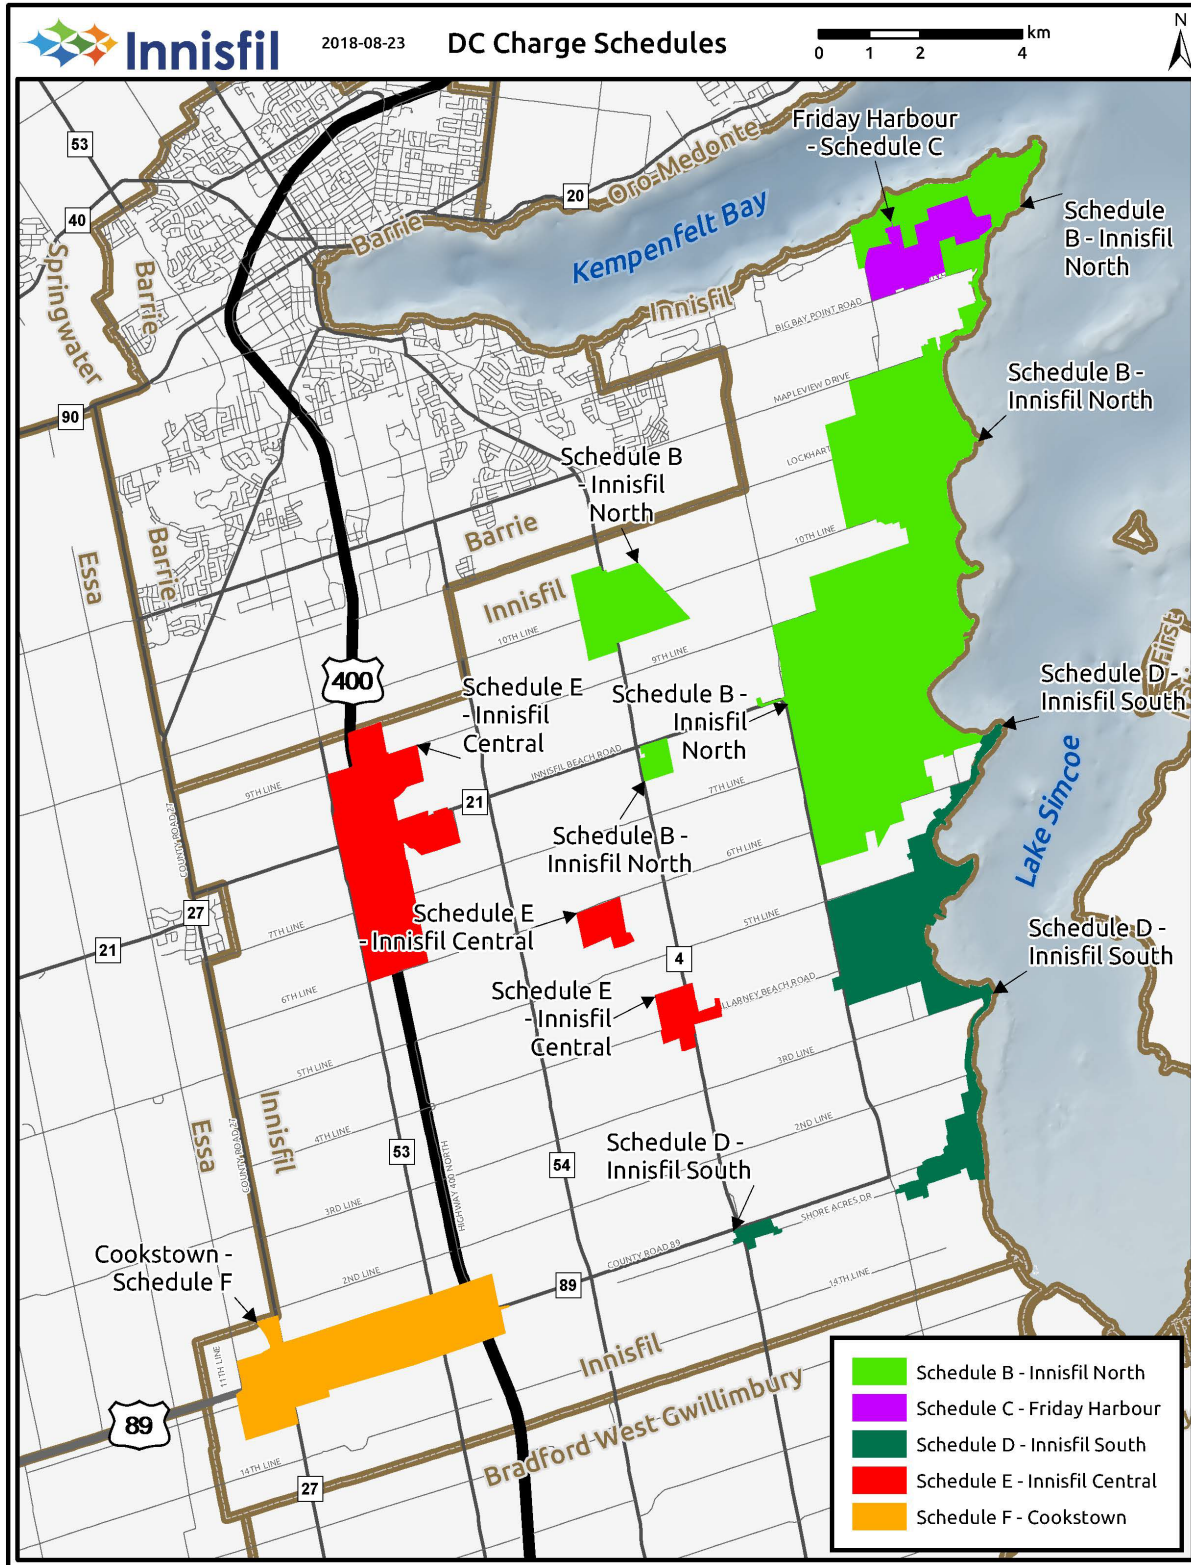 Innisfil
2018-08-23
DC Charge Schedules
km
0 1 2 4
N
53
40
90
20
Springwater
Barrie
Barrie
Oro-Medonte
Kempenfelt Bay
Innisfil
Friday Harbour
- Schedule C
Schedule
B - Innisfil
North
BIG BAY POINT ROAD
MAPLEVIEW DRIVE
LOCKHART
Schedule B -
Innisfil North
Schedule B
- Innisfil
North
Essa
Barrie
Barrie
Innisfil
10TH LINE
10TH LINE
9TH LINE
400
Schedule E
- Innisfil
Central
Schedule B -
Innisfil
North
Schedule D -
Innisfil South
First
Lake Simcoe
9TH LINE
COUNTY ROAD 27
INNISFIL BEACH ROAD
21
7TH LINE
6TH LINE
Schedule B -
Innisfil North
27
21
7TH LINE
Schedule E
- Innisfil Central
5TH LINE
4
Schedule D -
Innisfil South
6TH LINE
Schedule E
- Innisfil
Central
LLARNEY BEACH ROAD
5TH LINE
3RD LINE
4TH LINE
2ND LINE
Essa
Innisfil
COUNTY ROAD 27
53
HIGHWAY 400 NORTH
54
Schedule D -
Innisfil South
3RD LINE
SHORE ACRES DR
COUNTY ROAD 89
Cookstown -
Schedule F
2ND LINE
89
14TH LINE
11TH LINE
89
14TH LINE
27
Innisfil
Bradford West Gwillimbury
Schedule B - Innisfil North
Schedule C - Friday Harbour
Schedule D - Innisfil South
Schedule E - Innisfil Central
Schedule F - Cookstown